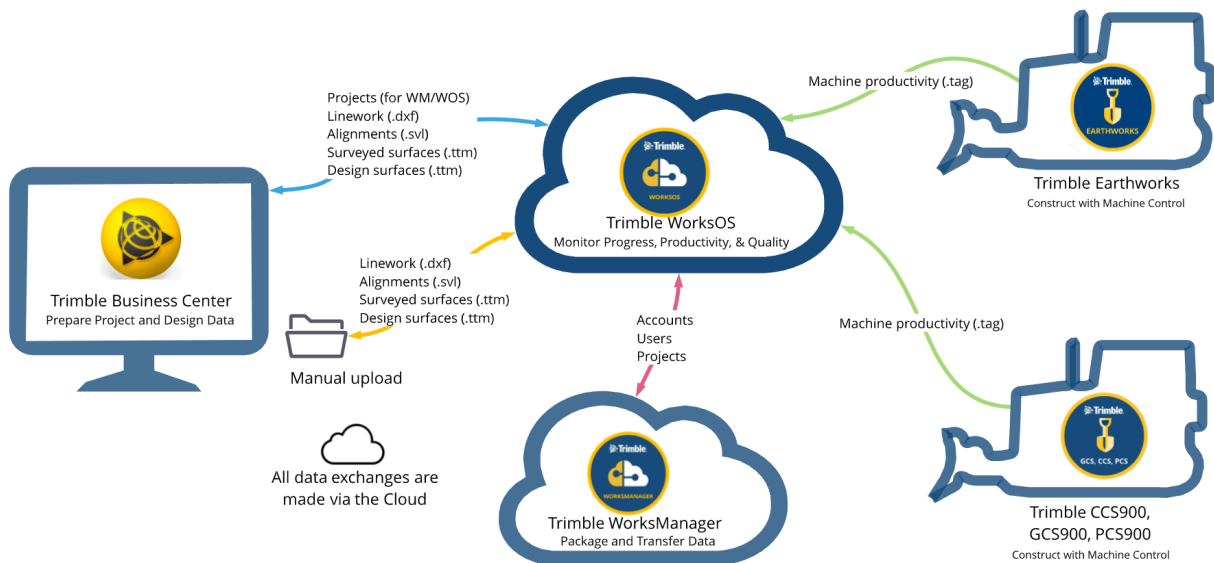 Projects (for WM/WOS)
Linework (.dxf)
Alignments (.svl)
Surveyed surfaces (.ttm)
Design surfaces (.ttm)
Machine productivity (.tag)
Trimble
EARTHWORKS
Trimble Earthworks
Construct with Machine Control
Trimble
WORKSOS
Trimble WorksOS
Monitor Progress, Productivity, & Quality
Trimble Business Center
Prepare Project and Design Data
Linework (.dxf)
Alignments (.svl)
Surveyed surfaces (.ttm)
Design surfaces (.ttm)
Manual upload
Accounts
Users
Projects
Machine productivity (.tag)
All data exchanges are
made via the Cloud
Trimble
WORKSMANAGER
Trimble WorksManager
Package and Transfer Data
Trimble
GCS, CCS, PCS
Trimble CCS900,
GCS900, PCS900
Construct with Machine Control